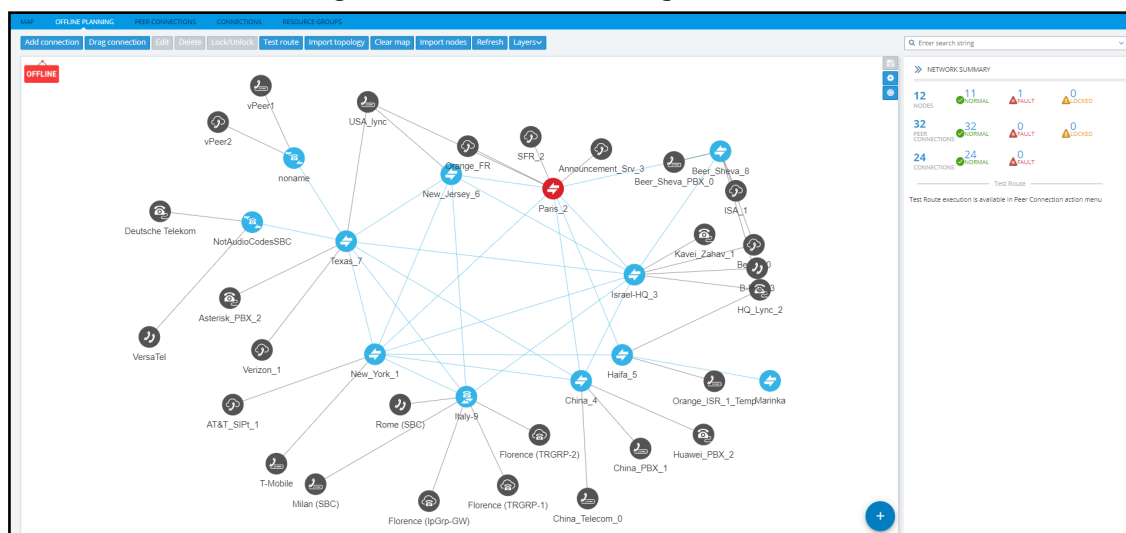 MAP OFFLINE PLANNING PEER CONNECTIONS CONNECTIONS RESOURCE GROUPS
Add connection Drag connection Edit Delete Lock/Unlock Test route Import topology Clear map Import nodes Refresh Layers
Enter search string
OFFLINE
NETWORK SUMMARY
12 NODES 11 NORMAL 1 FAULT 0 LOCKED
32 PEER CONNECTIONS 32 NORMAL 0 FAULT 0 LOCKED
24 CONNECTIONS 24 NORMAL 0 FAULT
Test Route
Test Route execution is available in Peer Connection action menu
vPeer1
USA_lync
vPeer2
noname
Orange_FR
SFR_2
Announcement_Srv_3
Beer_Sheva_PBX_0
Beer_Sheva_8
New_Jersey_6
Paris_2
ISA_1
Deutsche Telekom
NotAudioCodesSBC
Texas_7
Kavei_Zahav_1
Israel-HQ_3
HQ_Lync_2
Asterisk_PBX_2
VersaTel
Verizon_1
New_York_1
Haifa_5
China_4
Orange_ISR_1_Temp
Marinka
AT&T_SIPt_1
Rome (SBC)
Italy-9
Florence (TRGRP-2)
Huawei_PBX_2
China_PBX_1
T-Mobile
Milan (SBC)
Florence (TRGRP-1)
Florence (IpGrp-GW)
China_Telecom_0
+